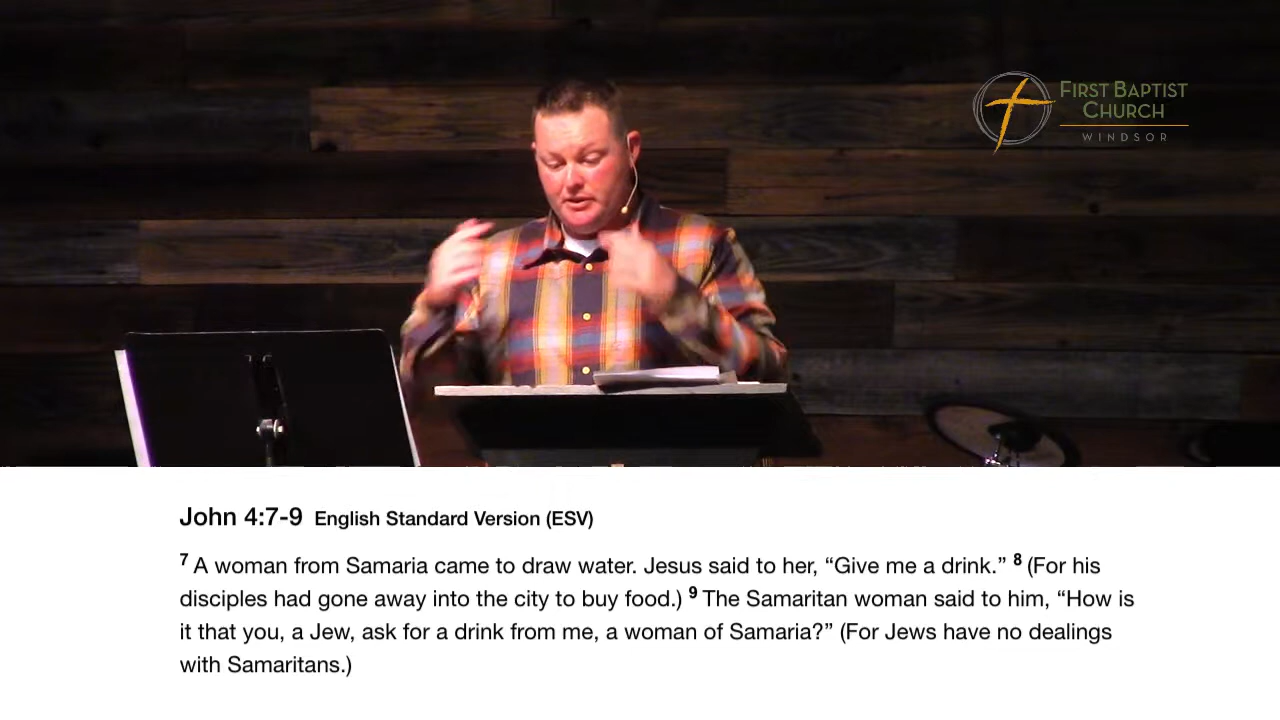 FIRST BAPTIST
CHURCH
WINDSOR
John 4:7-9 English Standard Version (ESV)
7 A woman from Samaria came to draw water. Jesus said to her, “Give me a drink.” 8 (For his
disciples had gone away into the city to buy food.) 9 The Samaritan woman said to him, “How is
it that you, a Jew, ask for a drink from me, a woman of Samaria?” (For Jews have no dealings
with Samaritans.)